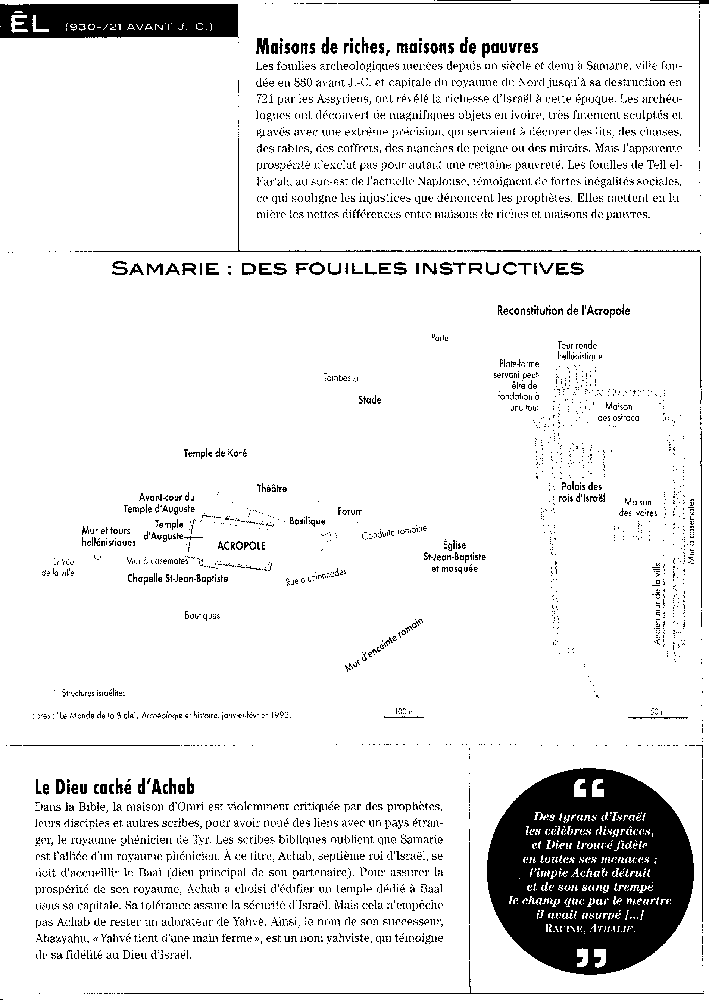 ËL (930-721 AVANT J.-C.)
Maisons de riches, maisons de pauvres
Les fouilles archéologiques menées depuis un siècle et demi à Samarie, ville fon-
dée en 880 avant J.-C. et capitale du royaume du Nord jusqu'à sa destruction en
721 par les Assyriens, ont révélé la richesse d'Israël à cette époque. Les archéo-
logues ont découvert de magnifiques objets en ivoire, très finement sculptés et
gravés avec une extrême précision, qui servaient à décorer des lits, des chaises,
des tables, des coffrets, des manches de peigne ou des miroirs. Mais l'apparente
prospérité n'exclut pas pour autant une certaine pauvreté. Les fouilles de Tell el-
Far‘ah, au sud-est de l'actuelle Naplouse, témoignent de fortes inégalités sociales,
ce qui souligne les injustices que dénoncent les prophètes. Elles mettent en lu-
mière les nettes différences entre maisons de riches et maisons de pauvres.
SAMARIE : DES FOUILLES INSTRUCTIVES
Reconstitution de l'Acropole
Porte
Tour ronde
hellénistique
Plate-forme
servant peut-
être de
fondation à
une tour
Tombes
Stade
Maison
des ostraca
Temple de Koré
Théâtre
Palais des
rois d'Israël
Avant-cour du
Temple d'Auguste
Maison
des ivoires
Forum
Basilique
Temple
d'Auguste
Mur et tours
hellénistiques
Conduite romaine
ACROPOLE
Église
St-Jean-Baptiste
et mosquée
Mur à casemates
Entrée
de la ville
Mur à casemates
Chapelle St-Jean-Baptiste
Rue à colonnades
Ancien mur de la ville
Boutiques
Mur d'enceinte romain
Structures israélites
: "Le Monde de la Bible", Archéologie et histoire, janvier-février 1993.
100 m
50 m
Le Dieu caché d'Achab
Dans la Bible, la maison d'Omri est violemment critiquée par des prophètes,
leurs disciples et autres scribes, pour avoir noué des liens avec un pays étran-
ger, le royaume phénicien de Tyr. Les scribes bibliques oublient que Samarie
est l'alliée d'un royaume phénicien. À ce titre, Achab, septième roi d'Israël, se
doit d'accueillir le Baal (dieu principal de son partenaire). Pour assurer la
prospérité de son royaume, Achab a choisi d'édifier un temple dédié à Baal
dans sa capitale. Sa tolérance assure la sécurité d'Israël. Mais cela n'empêche
pas Achab de rester un adorateur de Yahvé. Ainsi, le nom de son successeur,
Ahazyahu, « Yahvé tient d'une main ferme », est un nom yahviste, qui témoigne
de sa fidélité au Dieu d'Israël.
“
Des tyrans d'Israël
les célèbres disgrâces,
et Dieu trouvé fidèle
en toutes ses menaces ;
l'impie Achab détruit
et de son sang trempé
le champ que par le meurtre
il avait usurpé [...]
RACINE, ATHALIE.
”